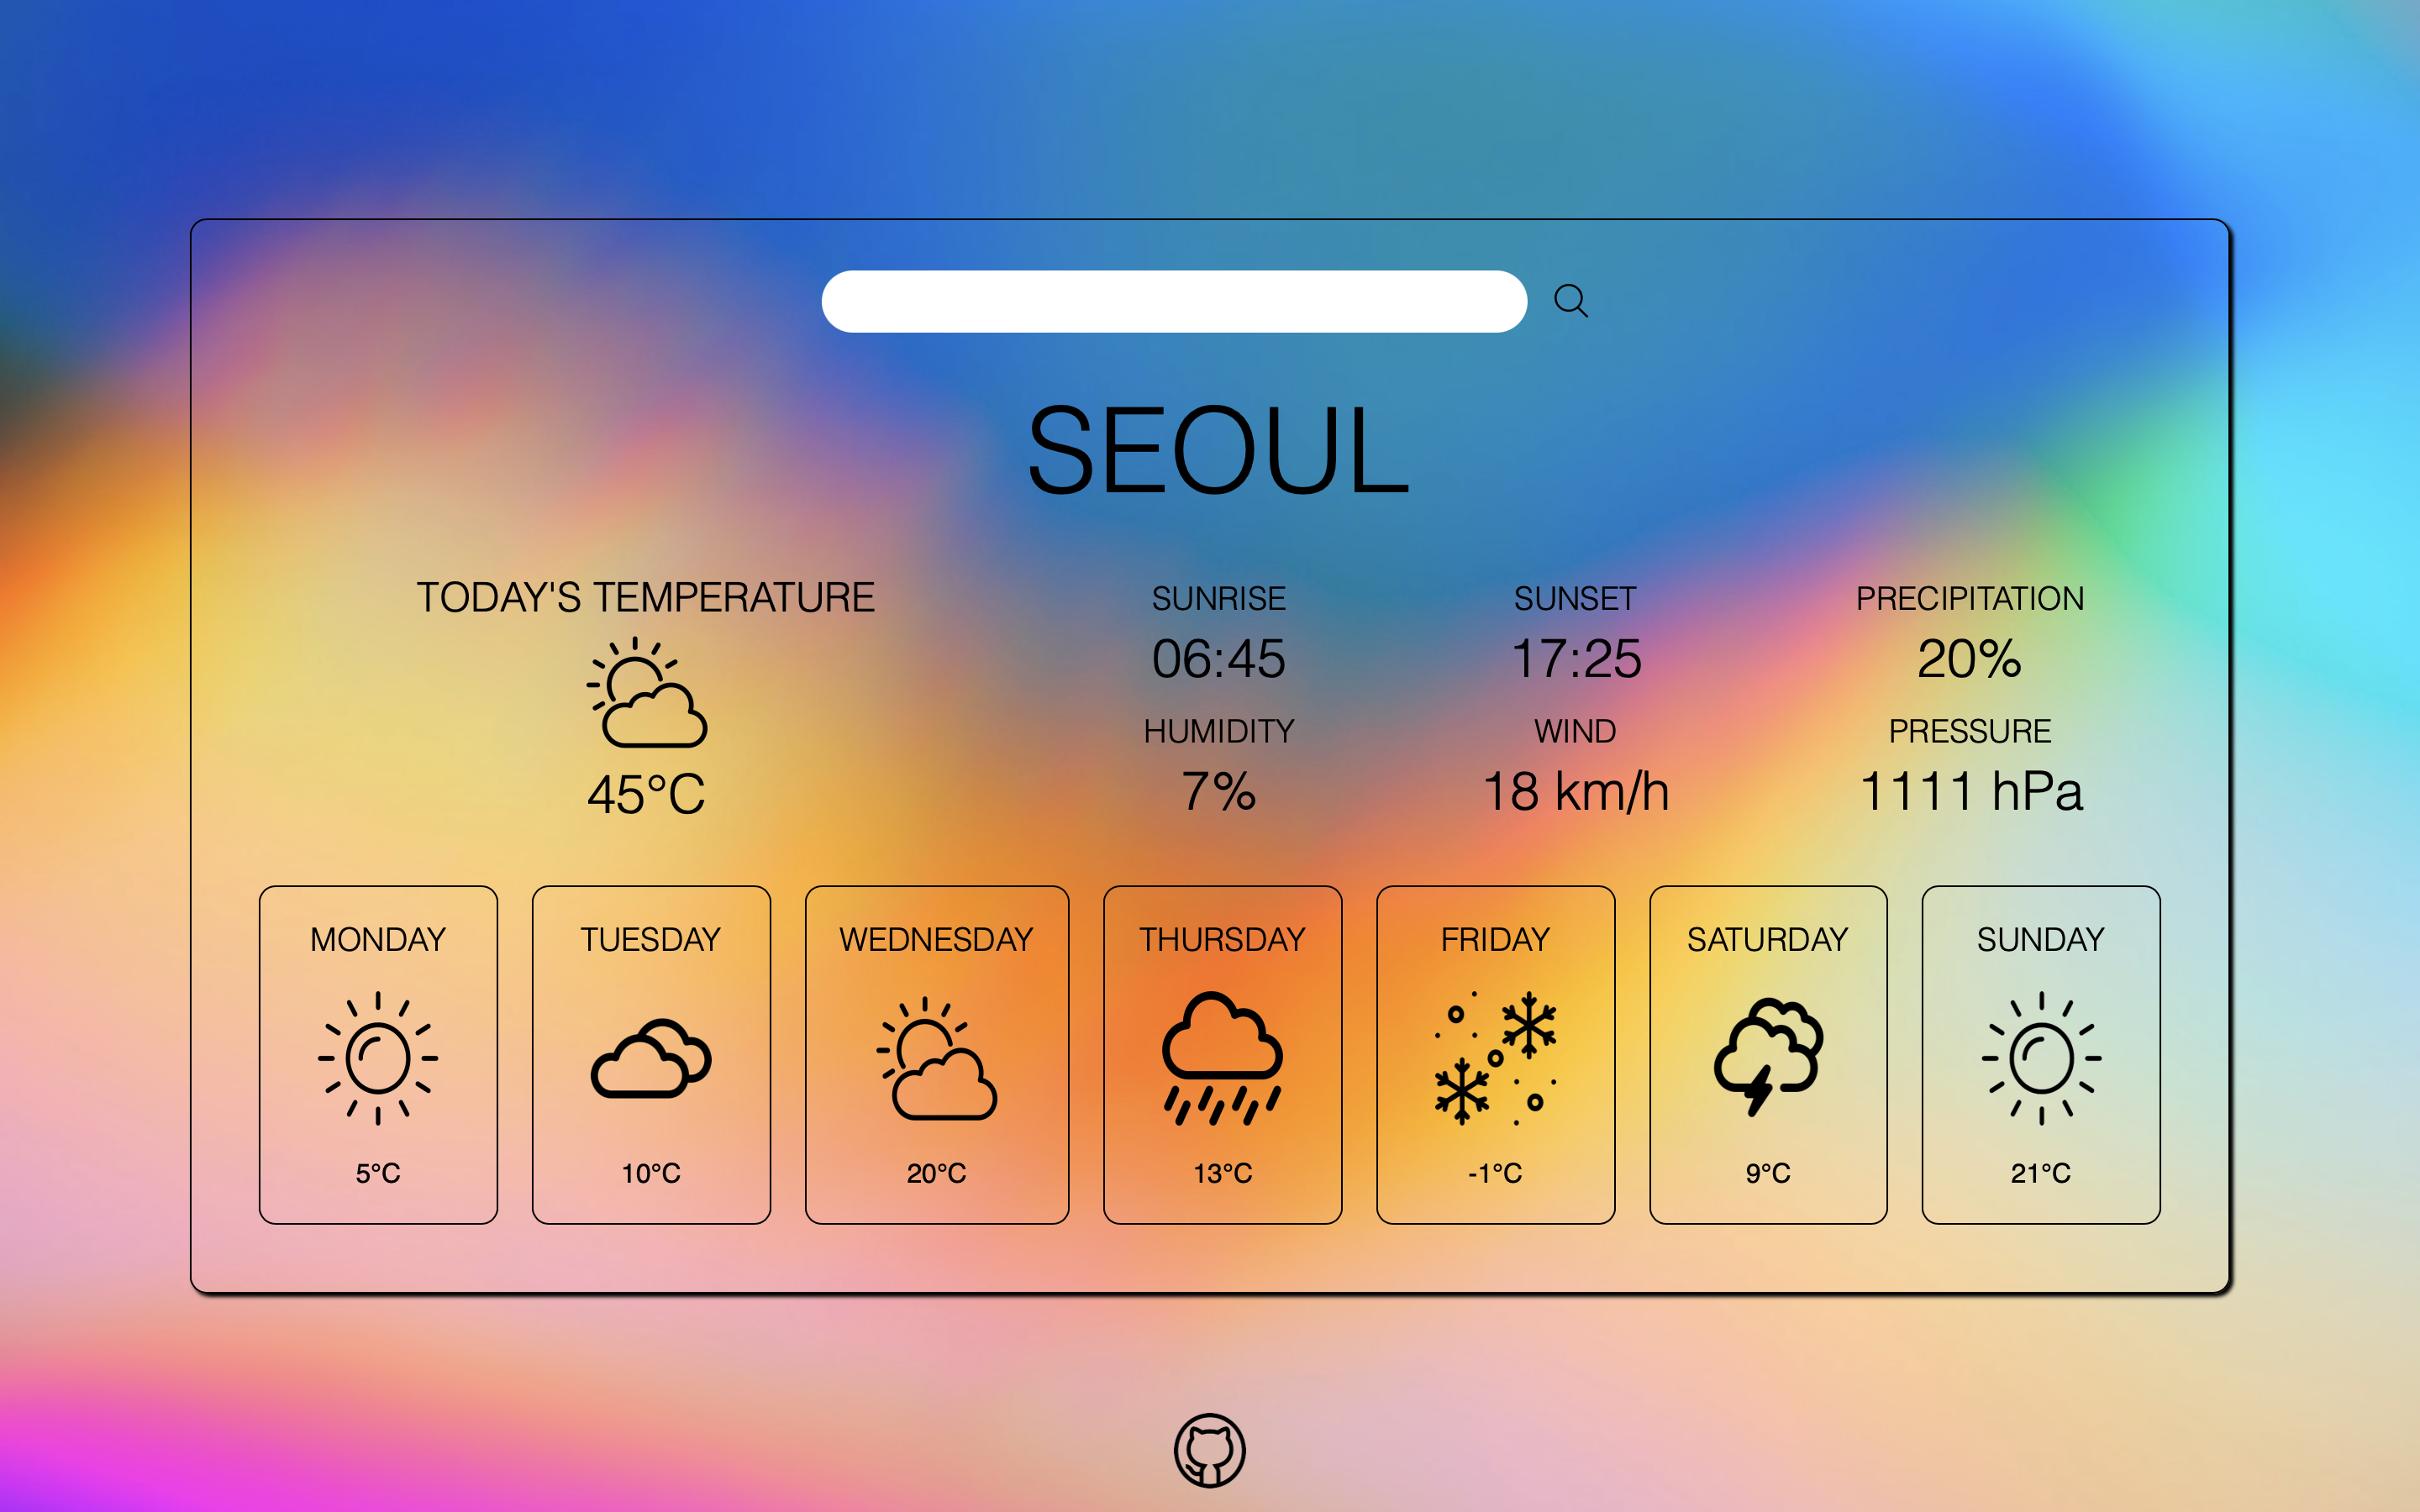 SEOUL
TODAY'S TEMPERATURE
45°C
SUNRISE
06:45
SUNSET
17:25
PRECIPITATION
20%
HUMIDITY
7%
WIND
18 km/h
PRESSURE
1111 hPa
MONDAY
5°C
TUESDAY
10°C
WEDNESDAY
20°C
THURSDAY
13°C
FRIDAY
-1°C
SATURDAY
9°C
SUNDAY
21°C